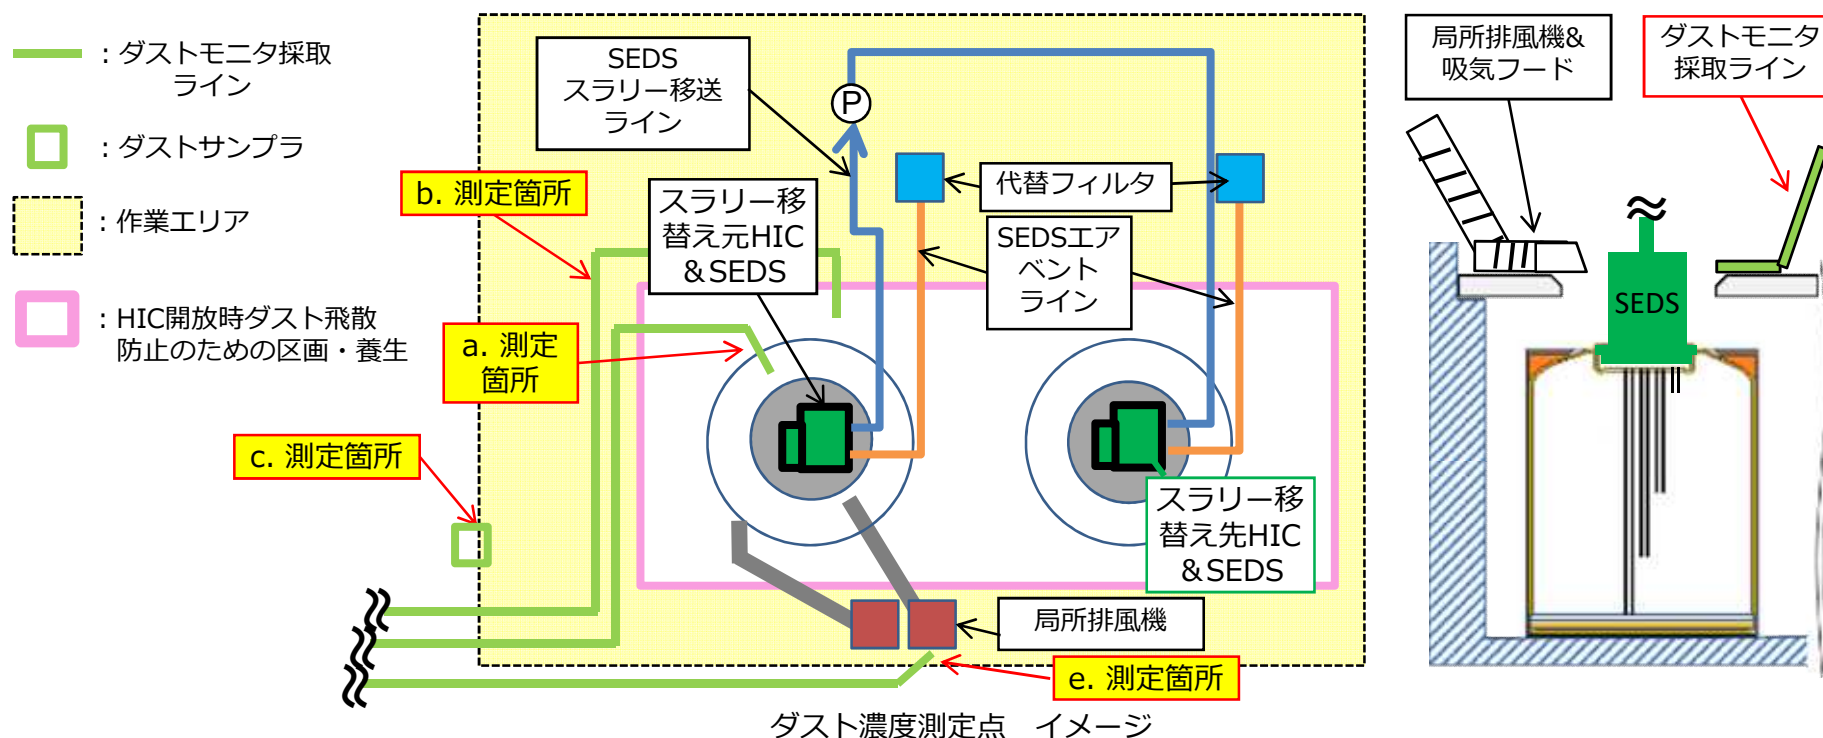 ：ダストモニタ採取
ライン
：ダストサンプラ
：作業エリア
：HIC開放時ダスト飛散
防止のための区画・養生
SEDS
スラリー移送
ライン
P
b. 測定箇所
スラリー移
替え元HIC
＆SEDS
代替フィルタ
SEDSエア
ベント
ライン
a. 測定
箇所
c. 測定箇所
スラリー移
替え先HIC
＆SEDS
局所排風機
e. 測定箇所
ダスト濃度測定点　イメージ
局所排風機&
吸気フード
ダストモニタ
採取ライン
SEDS